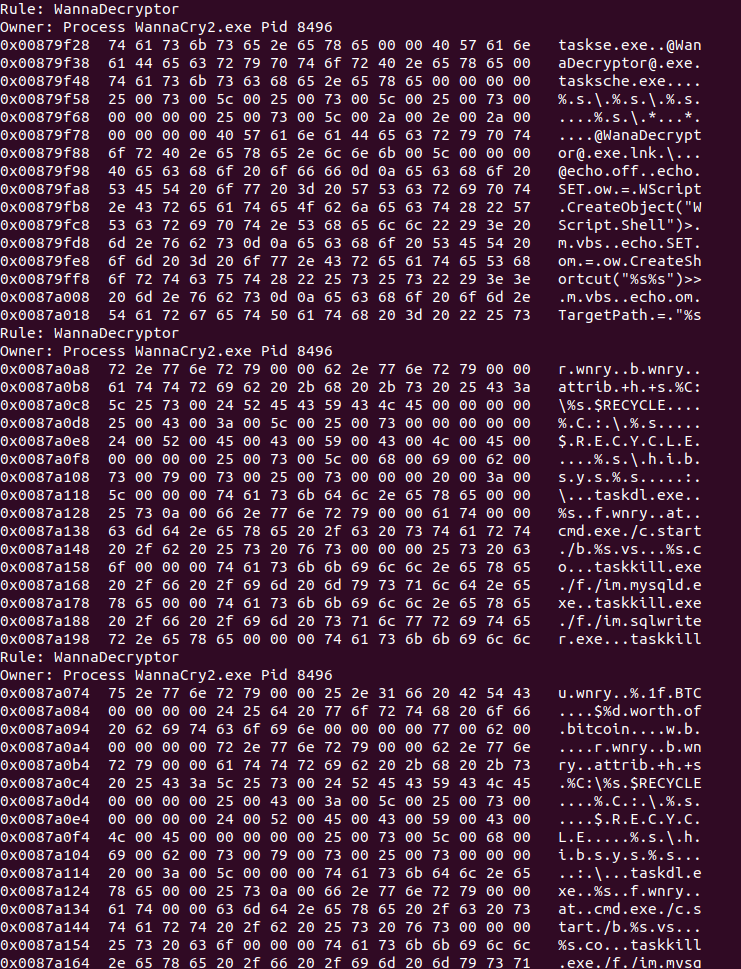 Rule: WannaDecryptor
Owner: Process WannaCry2.exe Pid 8496
0x00879f28  74 61 73 6b 73 65 2e 65 78 65 00 00 40 57 61 6e   taskse.exe..@Wan
0x00879f38  61 44 65 63 72 79 70 74 6f 72 40 2e 65 78 65 00   aDecryptor@.exe.
0x00879f48  74 61 73 6b 73 63 68 65 2e 65 78 65 00 00 00 00   tasksche.exe....
0x00879f58  25 00 73 00 5c 00 25 00 73 00 5c 00 25 00 73 00   %.s.\.%.s.\.%.s.
0x00879f68  00 00 00 00 25 00 73 00 5c 00 2a 00 2e 00 2a 00   ....%.s.\.*...*.
0x00879f78  00 00 00 00 40 57 61 6e 61 44 65 63 72 79 70 74   ....@WanaDecrypt
0x00879f88  6f 72 40 2e 65 78 65 2e 6c 6e 6b 00 5c 00 00 00   or@.exe.lnk.\...
0x00879f98  40 65 63 68 6f 20 6f 66 66 0d 0a 65 63 68 6f 20   @echo.off..echo.
0x00879fa8  53 45 54 20 6f 77 20 3d 20 57 53 63 72 69 70 74   SET.ow.=.WScript
0x00879fb8  2e 43 72 65 61 74 65 4f 62 6a 65 63 74 28 22 57   .CreateObject("W
0x00879fc8  53 63 72 69 70 74 2e 53 68 65 6c 6c 22 29 3e 20   Script.Shell")>.
0x00879fd8  6d 2e 76 62 73 0d 0a 65 63 68 6f 20 53 45 54 20   m.vbs..echo.SET.
0x00879fe8  6f 6d 20 3d 20 6f 77 2e 43 72 65 61 74 65 53 68   om.=.ow.CreateSh
0x00879ff8  6f 72 74 63 75 74 28 22 25 73 25 73 22 29 3e 3e   ortcut("%s%s")>>
0x0087a008  20 6d 2e 76 62 73 0d 0a 65 63 68 6f 20 6f 6d 2e   .m.vbs..echo.om.
0x0087a018  54 61 72 67 65 74 50 61 74 68 20 3d 20 22 25 73   TargetPath.=."%s
Rule: WannaDecryptor
Owner: Process WannaCry2.exe Pid 8496
0x0087a0a8  72 2e 77 6e 72 79 00 00 62 2e 77 6e 72 79 00 00   r.wnry..b.wnry..
0x0087a0b8  61 74 74 72 69 62 20 2b 68 20 2b 73 20 25 43 3a   attrib.+h.+s.%C:
0x0087a0c8  5c 25 73 00 24 52 45 43 59 43 4c 45 00 00 00 00   \%s.$RECYCLE....
0x0087a0d8  25 00 43 00 3a 00 5c 00 25 00 73 00 00 00 00 00   %.C.:.\.%.s.....
0x0087a0e8  24 00 52 00 45 00 43 00 59 00 43 00 4c 00 45 00   $.R.E.C.Y.C.L.E.
0x0087a0f8  00 00 00 00 25 00 73 00 5c 00 68 00 69 00 62 00   ....%.s.\.h.i.b.
0x0087a108  73 00 79 00 73 00 25 00 73 00 00 00 20 00 3a 00   s.y.s.%.s.....:.
0x0087a118  5c 00 00 00 74 61 73 6b 64 6c 2e 65 78 65 00 00   \...taskdl.exe..
0x0087a128  25 73 0a 00 66 2e 77 6e 72 79 00 00 61 74 00 00   %s..f.wnry..at..
0x0087a138  63 6d 64 2e 65 78 65 20 2f 63 20 73 74 61 72 74   cmd.exe./c.start
0x0087a148  20 2f 62 20 25 73 20 76 73 00 00 00 25 73 20 63   ./b.%s.vs...%s.c
0x0087a158  6f 00 00 00 74 61 73 6b 6b 69 6c 6c 2e 65 78 65   o...taskkill.exe
0x0087a168  20 2f 66 20 2f 69 6d 20 6d 79 73 71 6c 64 2e 65   ./f./im.mysqld.e
0x0087a178  78 65 00 00 74 61 73 6b 6b 69 6c 6c 2e 65 78 65   xe..taskkill.exe
0x0087a188  20 2f 66 20 2f 69 6d 20 73 71 6c 77 72 69 74 65   ./f./im.sqlwrite
0x0087a198  72 2e 65 78 65 00 00 00 74 61 73 6b 6b 69 6c 6c   r.exe...taskkill
Rule: WannaDecryptor
Owner: Process WannaCry2.exe Pid 8496
0x0087a074  75 2e 77 6e 72 79 00 00 25 2e 31 66 20 42 54 43   u.wnry..%.1f.BTC
0x0087a084  00 00 00 00 24 25 64 20 77 6f 72 74 68 20 6f 66   ....$%d.worth.of
0x0087a094  20 62 69 74 63 6f 69 6e 00 00 00 00 77 00 62 00   .bitcoin....w.b.
0x0087a0a4  00 00 00 00 72 2e 77 6e 72 79 00 00 62 2e 77 6e   ....r.wnry..b.wn
0x0087a0b4  72 79 00 00 61 74 74 72 69 62 20 2b 68 20 2b 73   ry..attrib.+h.+s
0x0087a0c4  20 25 43 3a 5c 25 73 00 24 52 45 43 59 43 4c 45   .%C:\%s.$RECYCLE
0x0087a0d4  00 00 00 00 25 00 43 00 3a 00 5c 00 25 00 73 00   ....%.C.:.\.%.s.
0x0087a0e4  00 00 00 00 24 00 52 00 45 00 43 00 59 00 43 00   ....$.R.E.C.Y.C.
0x0087a0f4  4c 00 45 00 00 00 00 00 25 00 73 00 5c 00 68 00   L.E.....%.s.\.h.
0x0087a104  69 00 62 00 73 00 79 00 73 00 25 00 73 00 00 00   i.b.s.y.s.%.s...
0x0087a114  20 00 3a 00 5c 00 00 00 74 61 73 6b 64 6c 2e 65   ..:.\...taskdl.e
0x0087a124  78 65 00 00 25 73 0a 00 66 2e 77 6e 72 79 00 00   xe..%s..f.wnry..
0x0087a134  61 74 00 00 63 6d 64 2e 65 78 65 20 2f 63 20 73   at..cmd.exe./c.s
0x0087a144  74 61 72 74 20 2f 62 20 25 73 20 76 73 00 00 00   tart./b.%s.vs...
0x0087a154  25 73 20 63 6f 00 00 00 74 61 73 6b 6b 69 6c 6c   %s.co...taskkill
0x0087a164  2e 65 78 65 20 2f 66 20 2f 69 6d 20 6d 79 73 71   .exe./f./im.mysq